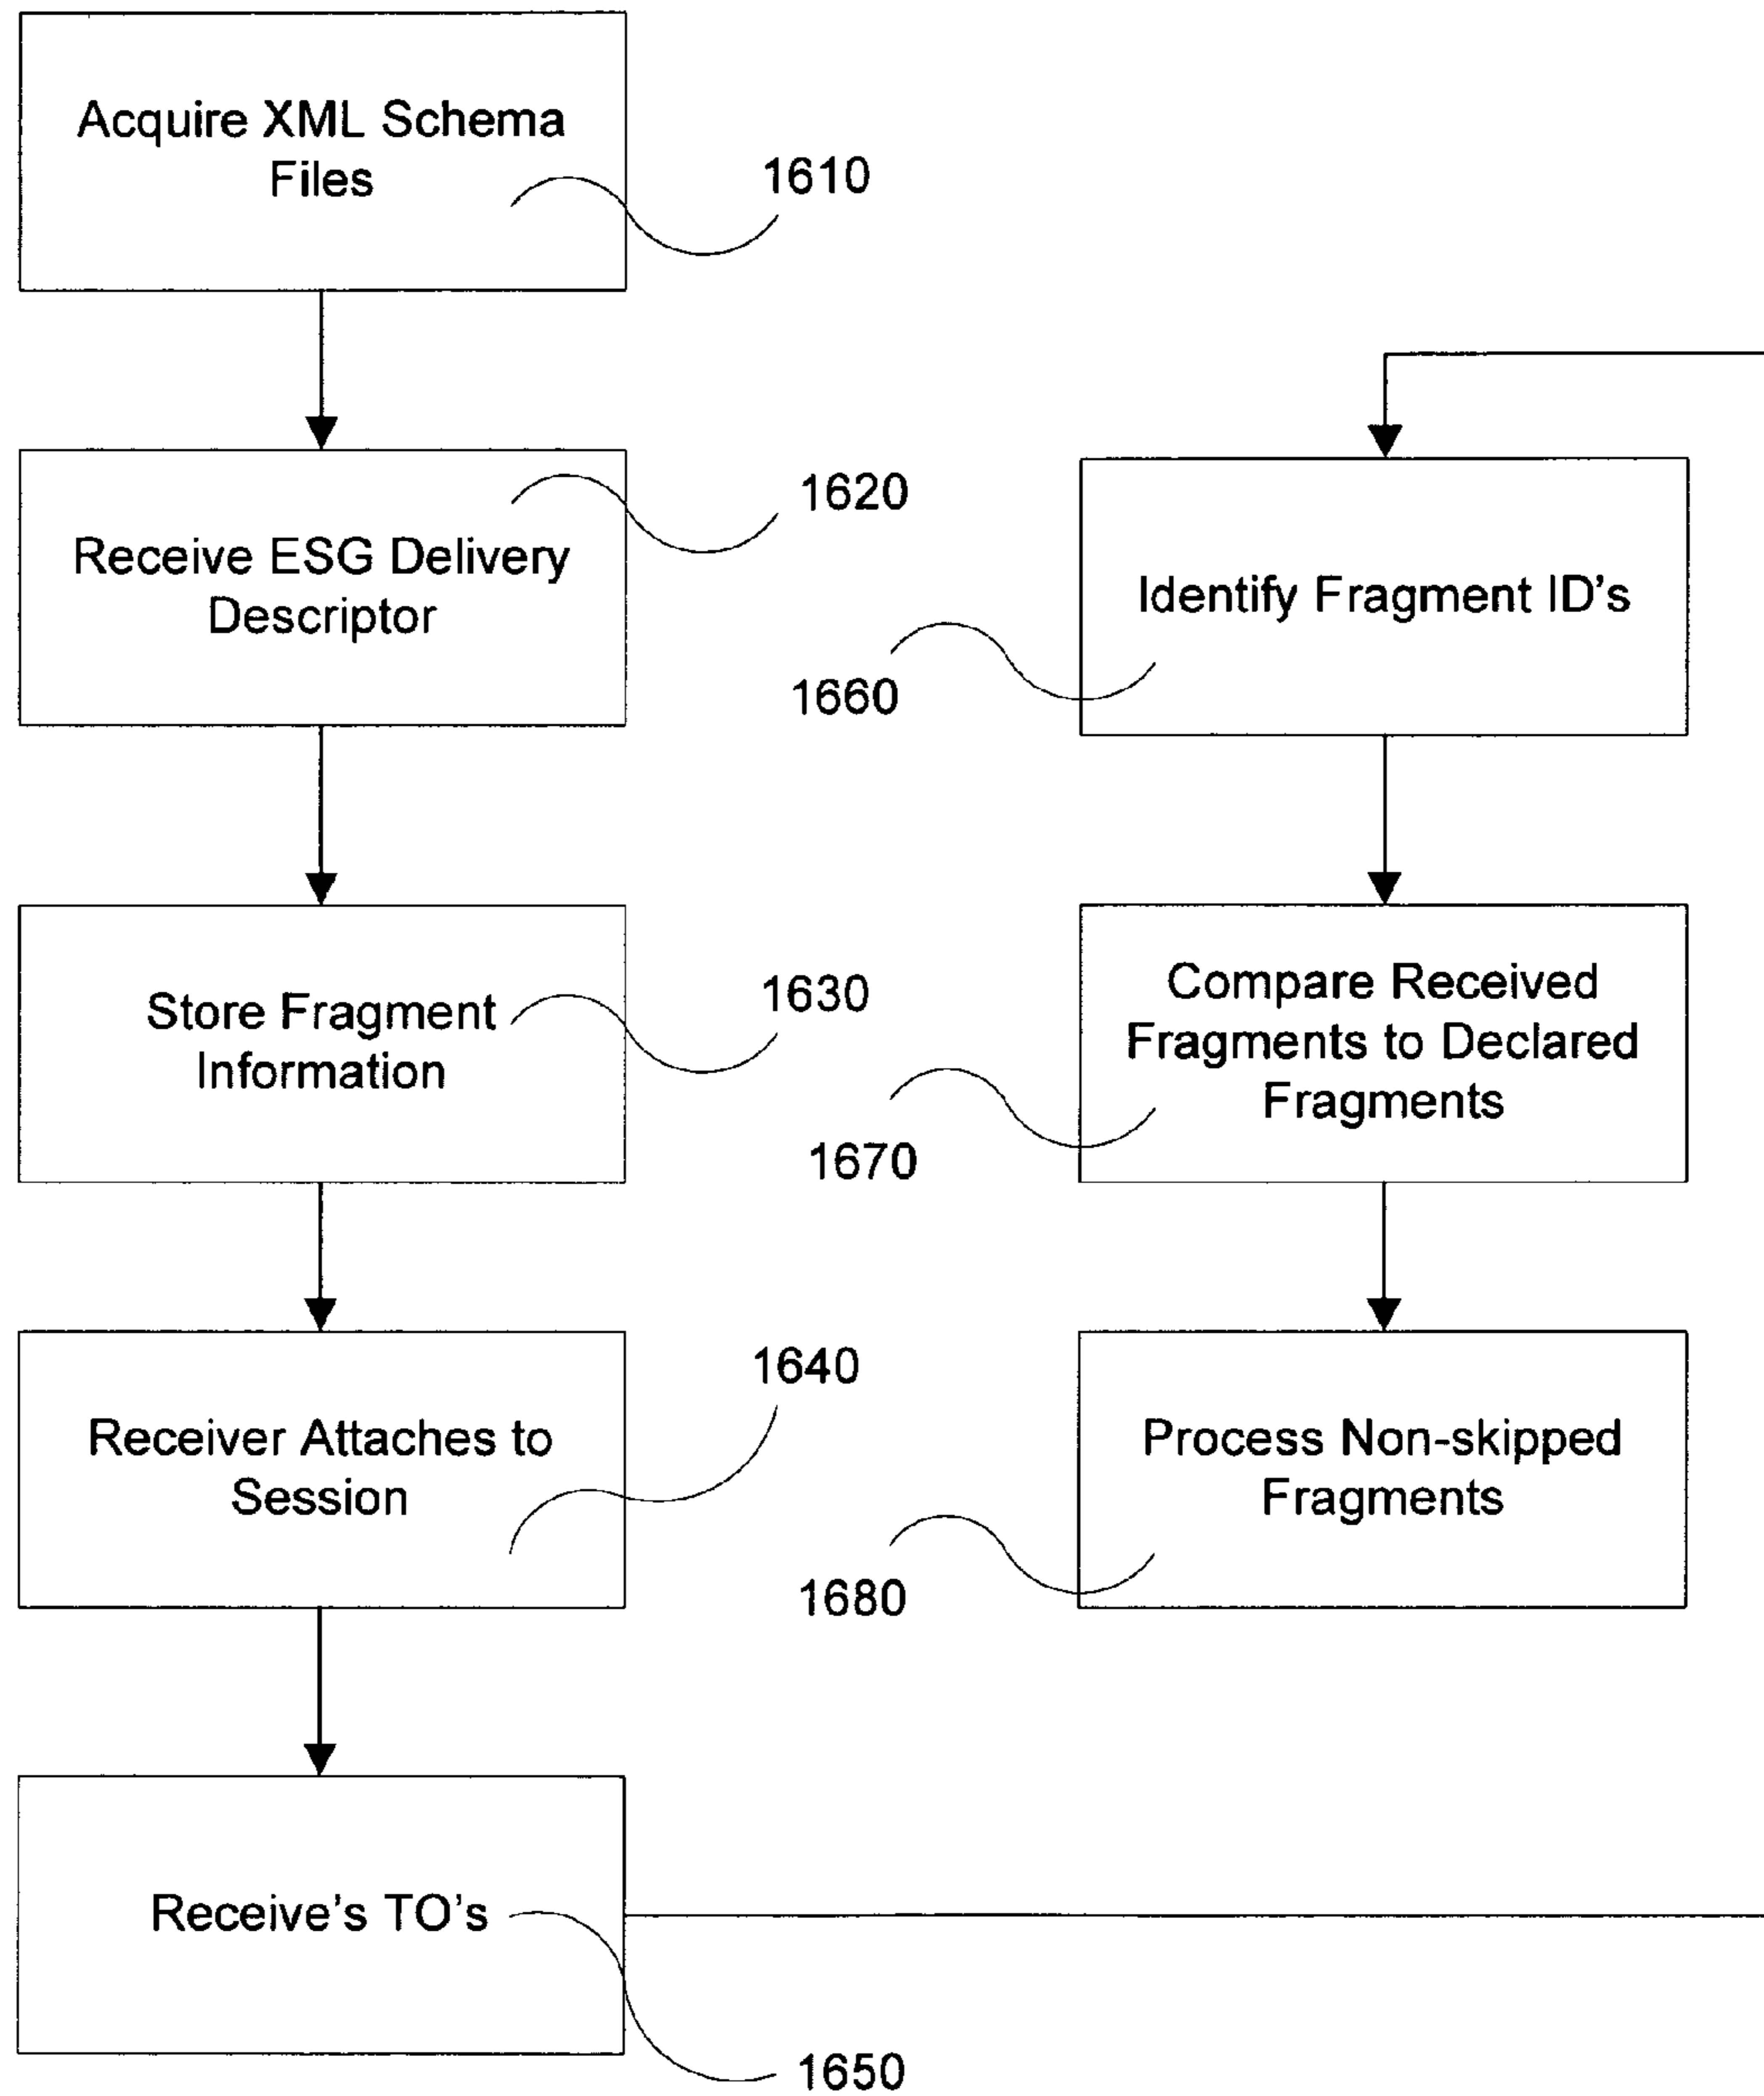 Acquire XML Schema
Files
1610
Receive ESG Delivery
Descriptor
1620
Store Fragment
Information
1630
Receiver Attaches to
Session
1640
Receive's TO's
1650
Identify Fragment ID's
1660
Compare Received
Fragments to Declared
Fragments
1670
Process Non-skipped
Fragments
1680